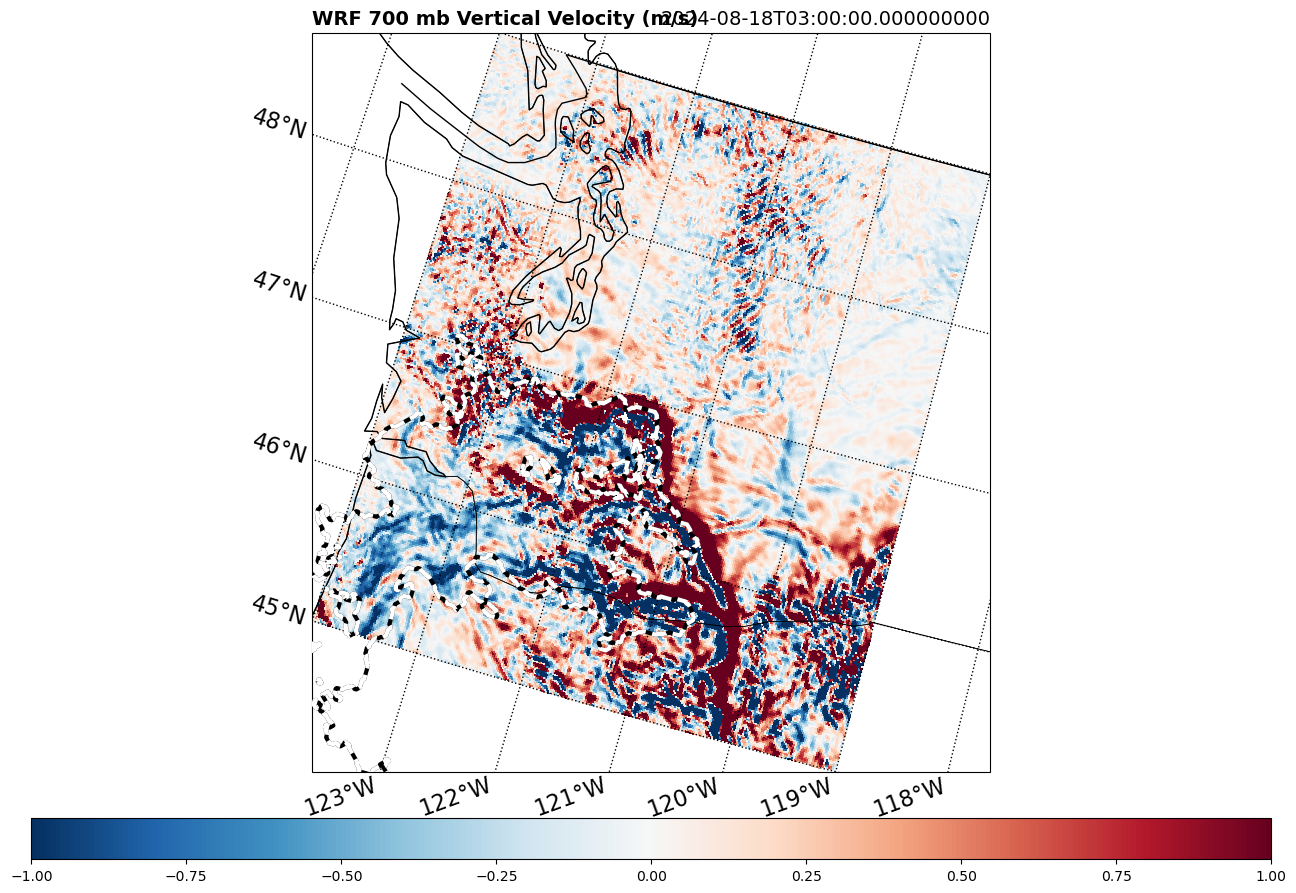 WRF 700 mb Vertical Velocity (m/s) 2024-08-18T03:00:00.000000000
48°N
47°N
46°N
45°N
123°W 122°W 121°W 120°W 119°W 118°W
−1.00 −0.75 −0.50 −0.25 0.00 0.25 0.50 0.75 1.00